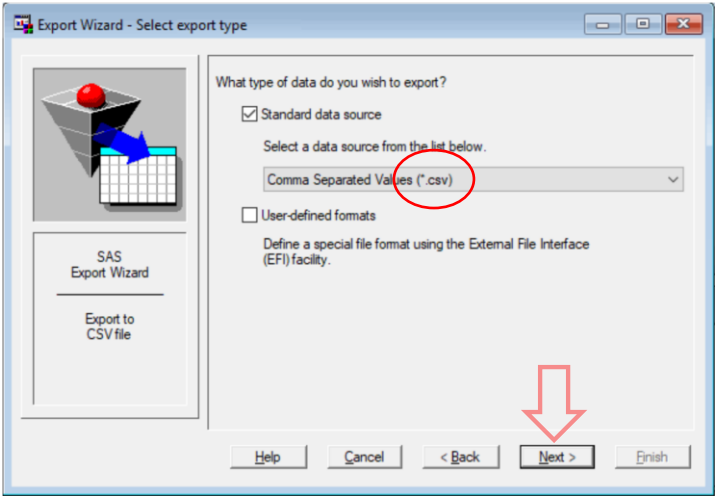 Export Wizard - Select export type
What type of data do you wish to export?
Standard data source
Select a data source from the list below.
Comma Separated Values (*.csv)
User-defined formats
Define a special file format using the External File Interface
(EFI) facility.
SAS
Export Wizard
Export to
CSV file
Help
Cancel
< Back
Next >
Finish